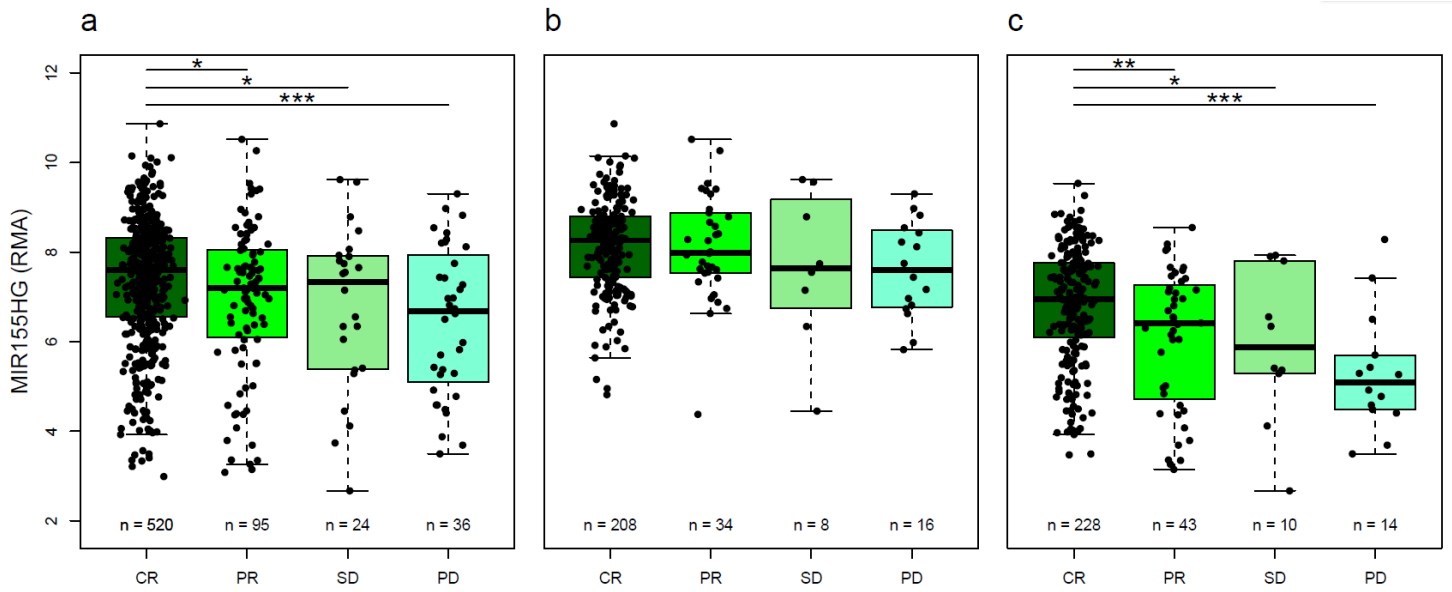 a
b
c
MIR155HG (RMA)
12
10
8
6
4
2
*
*
***
**
*
***
n = 520
n = 95
n = 24
n = 36
n = 208
n = 34
n = 8
n = 16
n = 228
n = 43
n = 10
n = 14
CR
PR
SD
PD
CR
PR
SD
PD
CR
PR
SD
PD